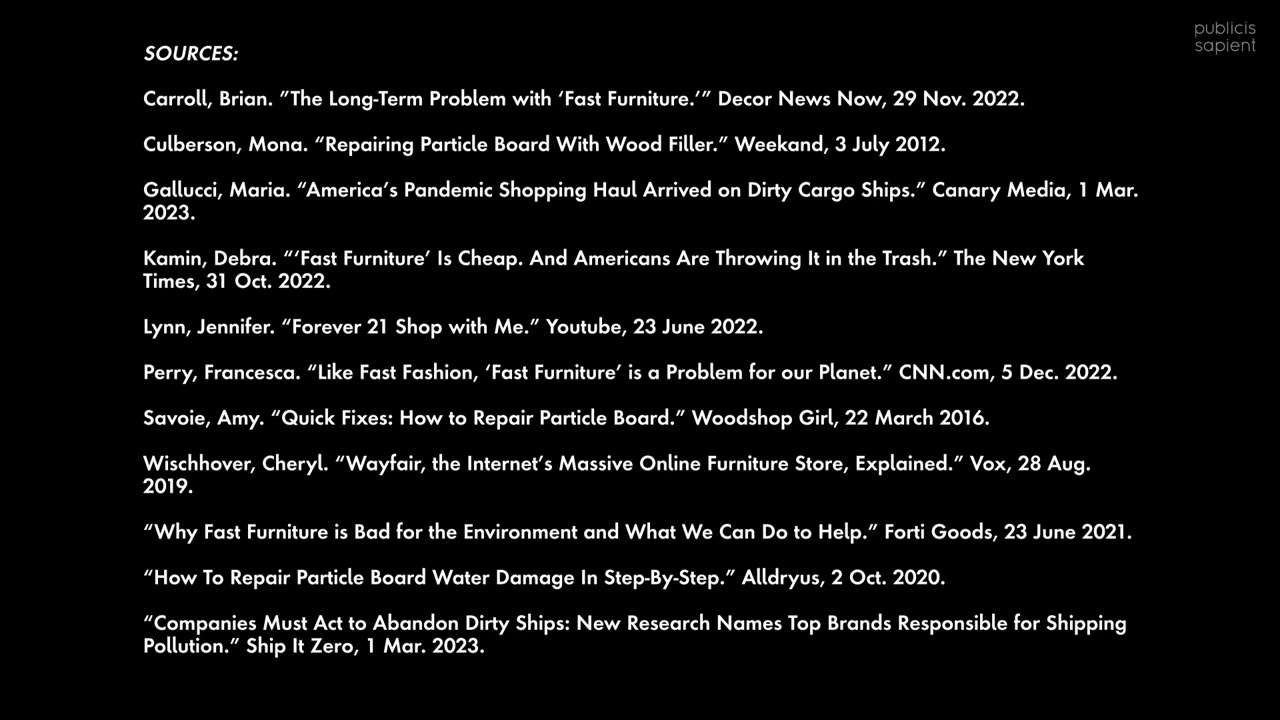 publicis
sapient
SOURCES:
Carroll, Brian. ”The Long-Term Problem with ‘Fast Furniture.’” Decor News Now, 29 Nov. 2022.
Culberson, Mona. “Repairing Particle Board With Wood Filler.” Weekand, 3 July 2012.
Gallucci, Maria. “America’s Pandemic Shopping Haul Arrived on Dirty Cargo Ships.” Canary Media, 1 Mar.
2023.
Kamin, Debra. “‘Fast Furniture’ Is Cheap. And Americans Are Throwing It in the Trash.” The New York
Times, 31 Oct. 2022.
Lynn, Jennifer. “Forever 21 Shop with Me.” Youtube, 23 June 2022.
Perry, Francesca. “Like Fast Fashion, ‘Fast Furniture’ is a Problem for our Planet.” CNN.com, 5 Dec. 2022.
Savoie, Amy. “Quick Fixes: How to Repair Particle Board.” Woodshop Girl, 22 March 2016.
Wischhover, Cheryl. “Wayfair, the Internet’s Massive Online Furniture Store, Explained.” Vox, 28 Aug.
2019.
“Why Fast Furniture is Bad for the Environment and What We Can Do to Help.” Forti Goods, 23 June 2021.
“How To Repair Particle Board Water Damage In Step-By-Step.” Alldryus, 2 Oct. 2020.
“Companies Must Act to Abandon Dirty Ships: New Research Names Top Brands Responsible for Shipping
Pollution.” Ship It Zero, 1 Mar. 2023.